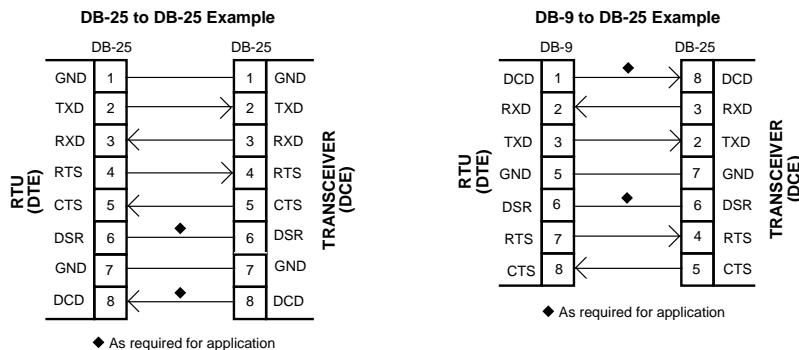 DB-25 to DB-25 Example
DB-25 DB-25
RTU
(DTE)
GND 1 1 GND
TXD 2 2 TXD
RXD 3 3 RXD
RTS 4 4 RTS
CTS 5 5 CTS
DSR 6 6 DSR
GND 7 7 GND
DCD 8 8 DCD
TRANSCEIVER
(DCE)
◆ As required for application
DB-9 to DB-25 Example
DB-9 DB-25
RTU
(DTE)
DCD 1 8 DCD
RXD 2 3 RXD
TXD 3 2 TXD
GND 5 7 GND
DSR 6 6 DSR
RTS 7 4 RTS
CTS 8 5 CTS
TRANSCEIVER
(DCE)
◆ As required for application